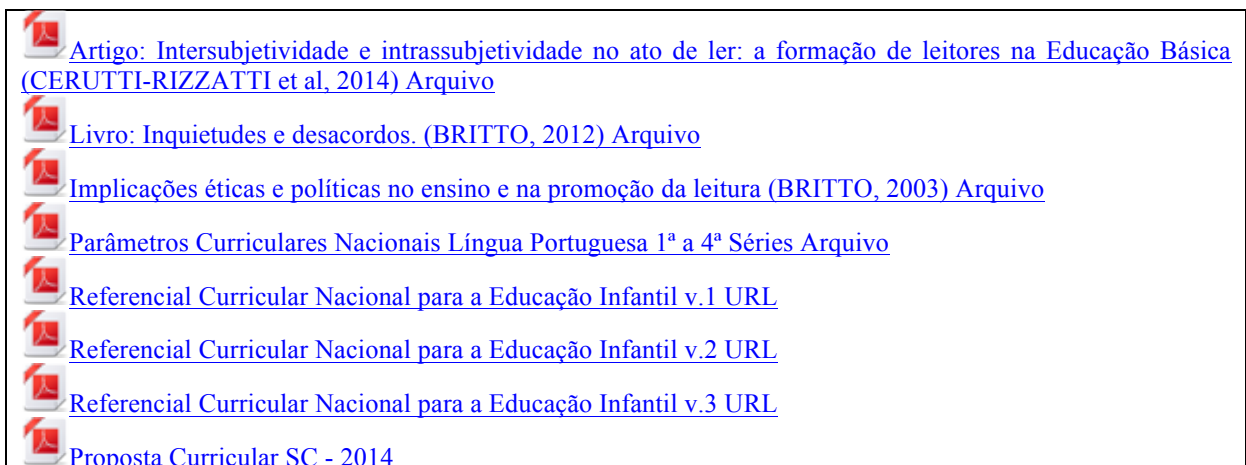 Artigo: Intersubjetividade e intrassubjetividade no ato de ler: a formação de leitores na Educação Básica
(CERUTTI-RIZZATTI et al, 2014) Arquivo
Livro: Inquietudes e desacordos. (BRITTO, 2012) Arquivo
Implicações éticas e políticas no ensino e na promoção da leitura (BRITTO, 2003) Arquivo
Parâmetros Curriculares Nacionais Língua Portuguesa 1ª a 4ª Séries Arquivo
Referencial Curricular Nacional para a Educação Infantil v.1 URL
Referencial Curricular Nacional para a Educação Infantil v.2 URL
Referencial Curricular Nacional para a Educação Infantil v.3 URL
Proposta Curricular SC - 2014